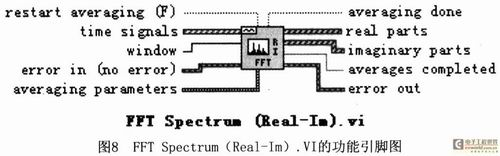 restart averaging (F)
averaging done
time signals
real parts
window
imaginary parts
error in (no error)
averages completed
averaging parameters
error out
R
I
FFT
FFT Spectrum (Real-Im).vi
图8 FFT Spectrum(Real-Im).VI的功能引脚图